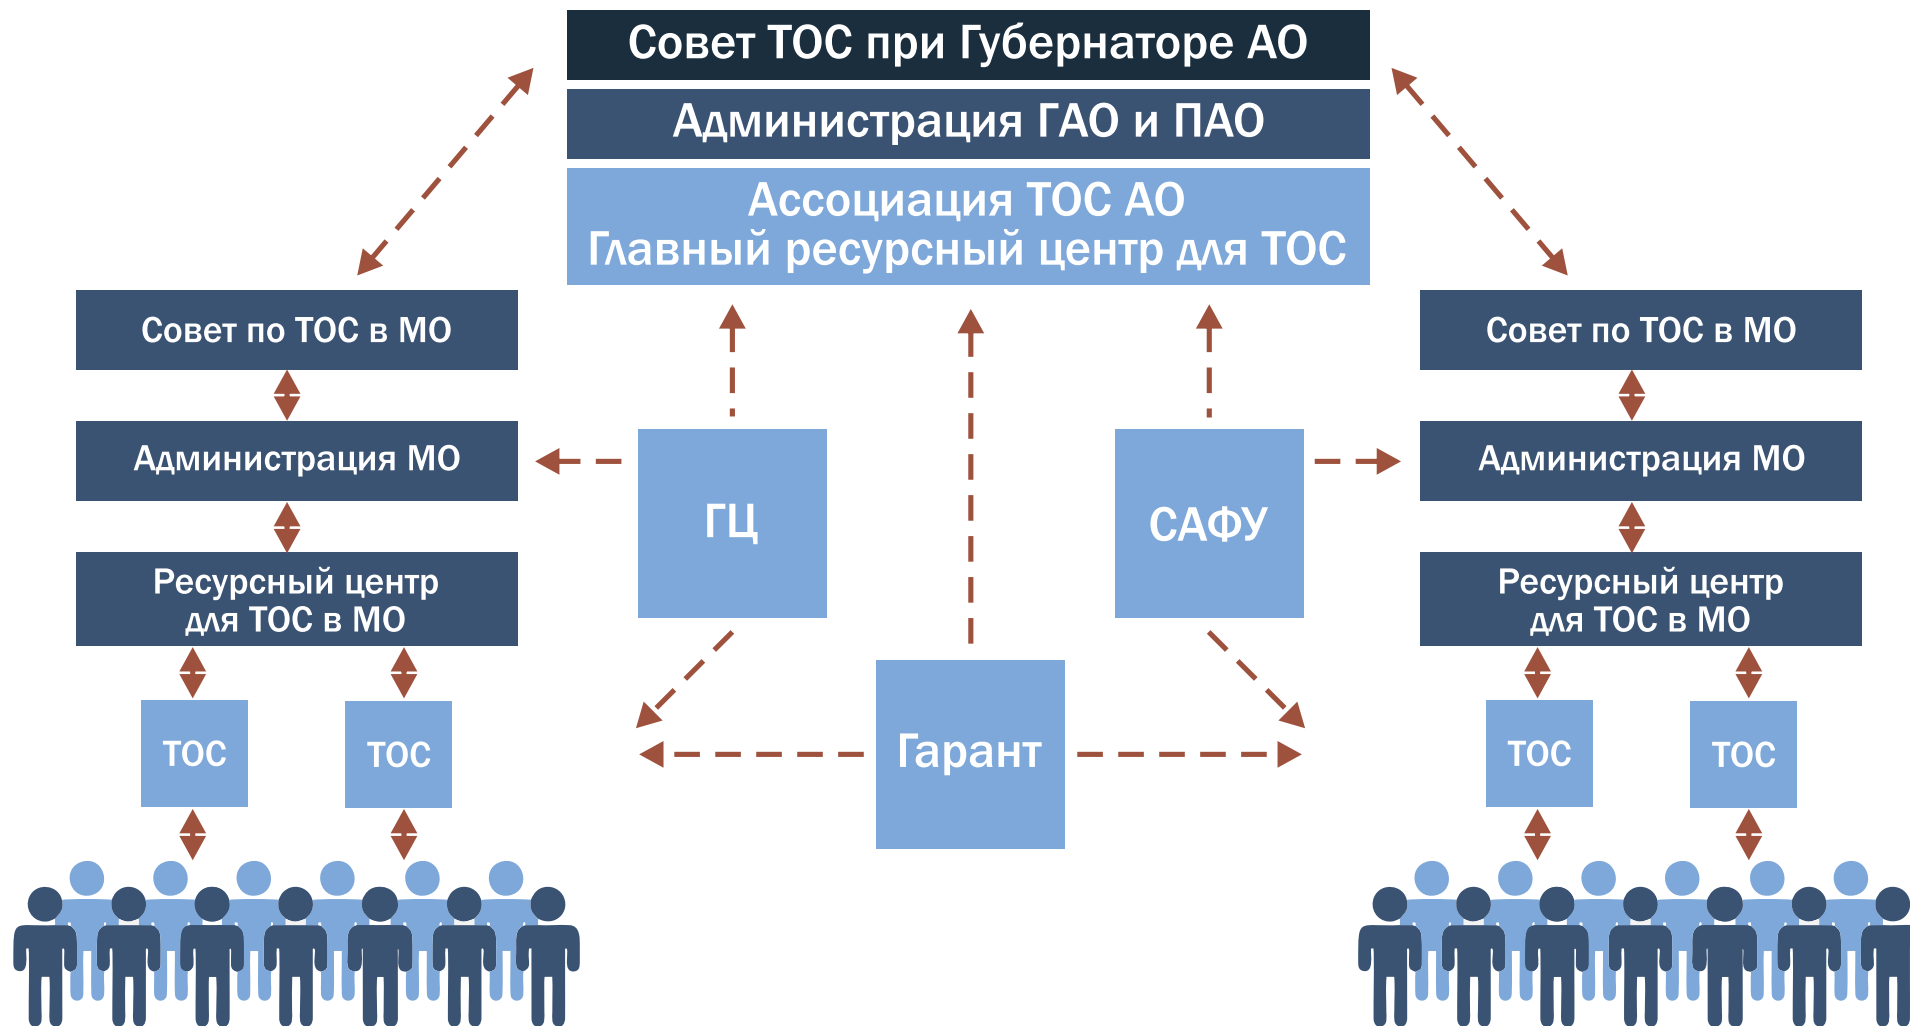 Совет ТОС при Губернаторе АО
Администрация ГАО и ПАО
Ассоциация ТОС АО
Главный ресурсный центр для ТОС
Совет по ТОС в МО
Администрация МО
Ресурсный центр
для ТОС в МО
ТОС
ТОС
ГЦ
САФУ
Гарант
Совет по ТОС в МО
Администрация МО
Ресурсный центр
для ТОС в МО
ТОС
ТОС